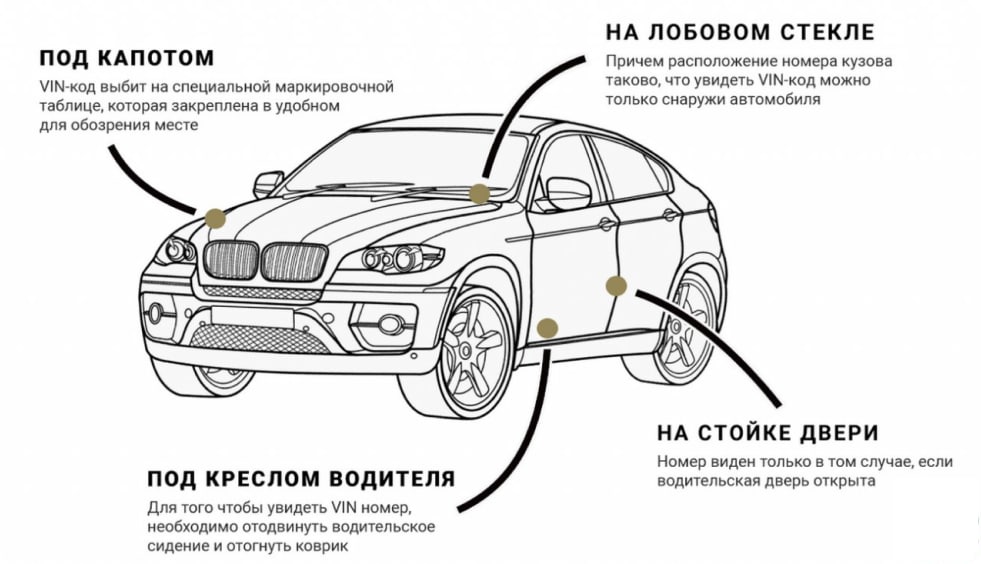 ПОД КАПОТОМ
VIN-код выбит на специальной маркировочной
таблице, которая закреплена в удобном
для обозрения месте
НА ЛОБОВОМ СТЕКЛЕ
Причем расположение номера кузова
таково, что увидеть VIN-код можно
только снаружи автомобиля
ПОД КРЕСЛОМ ВОДИТЕЛЯ
Для того чтобы увидеть VIN номер,
необходимо отодвинуть водительское
сидение и отогнуть коврик
НА СТОЙКЕ ДВЕРИ
Номер виден только в том случае, если
водительская дверь открыта